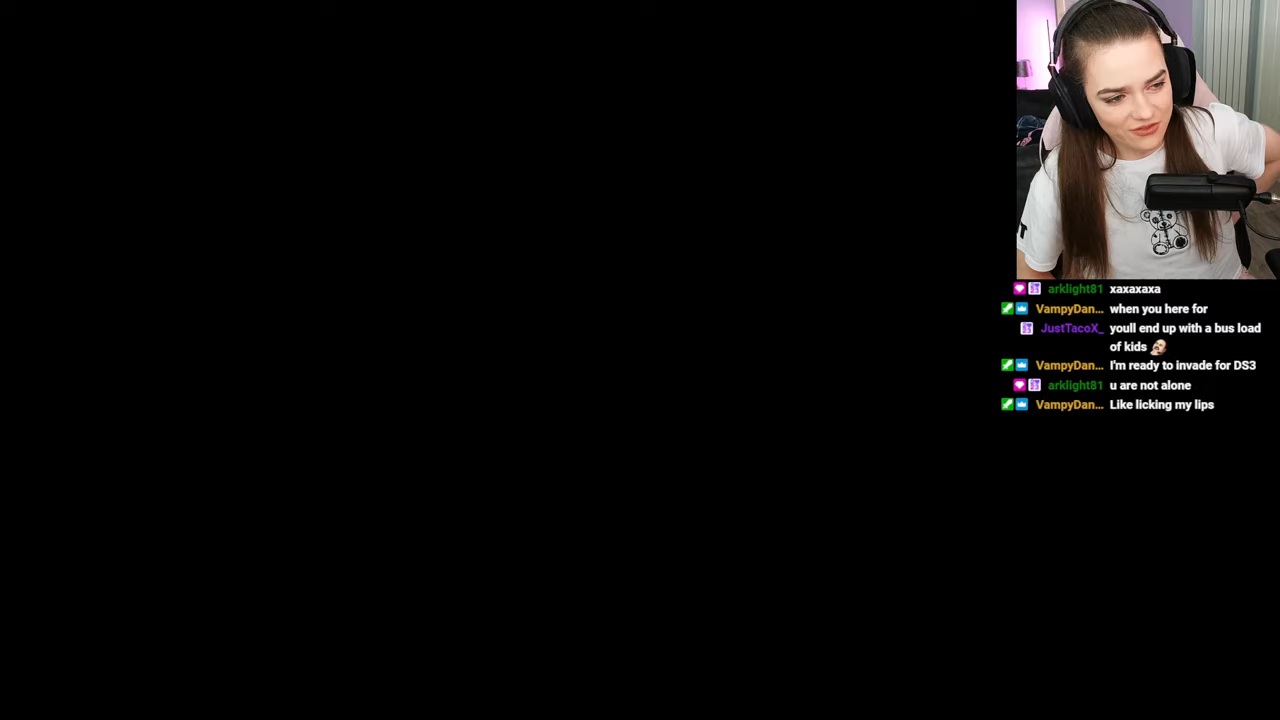 arklight81 xaxaxaxa
VampyDan... when you here for
JustTacoX_ youll end up with a bus load
of kids
VampyDan... I'm ready to invade for DS3
arklight81 u are not alone
VampyDan... Like licking my lips